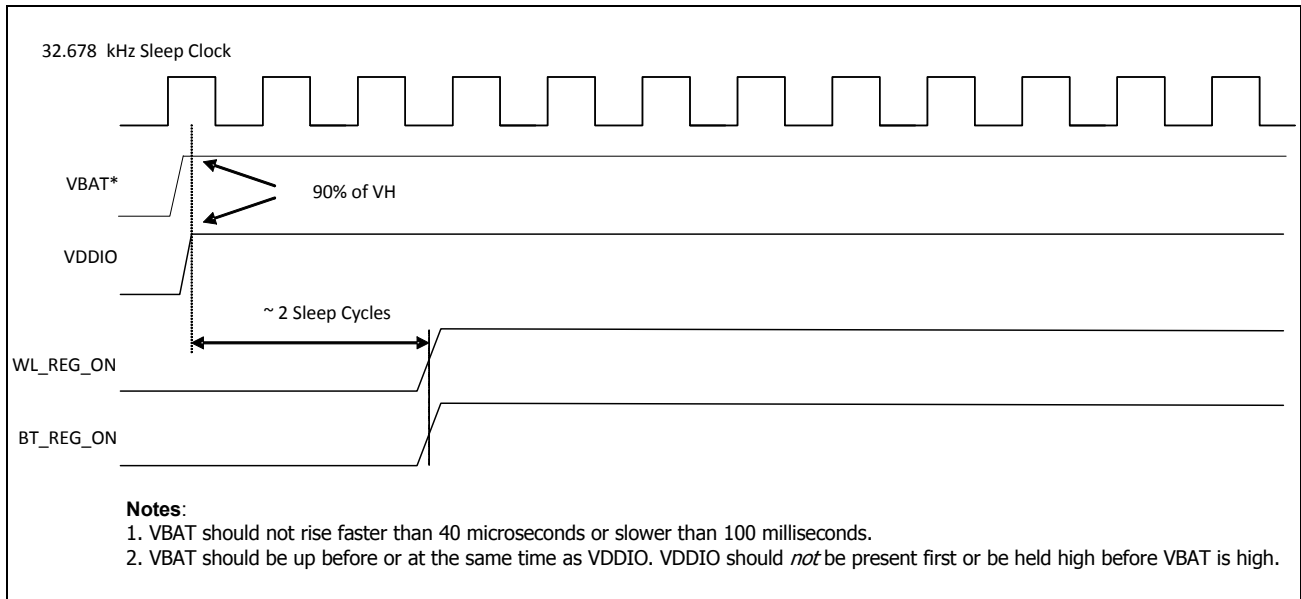 32.678 kHz Sleep Clock
VBAT*
90% of VH
VDDIO
~ 2 Sleep Cycles
WL_REG_ON
BT_REG_ON
Notes:
1. VBAT should not rise faster than 40 microseconds or slower than 100 milliseconds.
2. VBAT should be up before or at the same time as VDDIO. VDDIO should not be present first or be held high before VBAT is high.